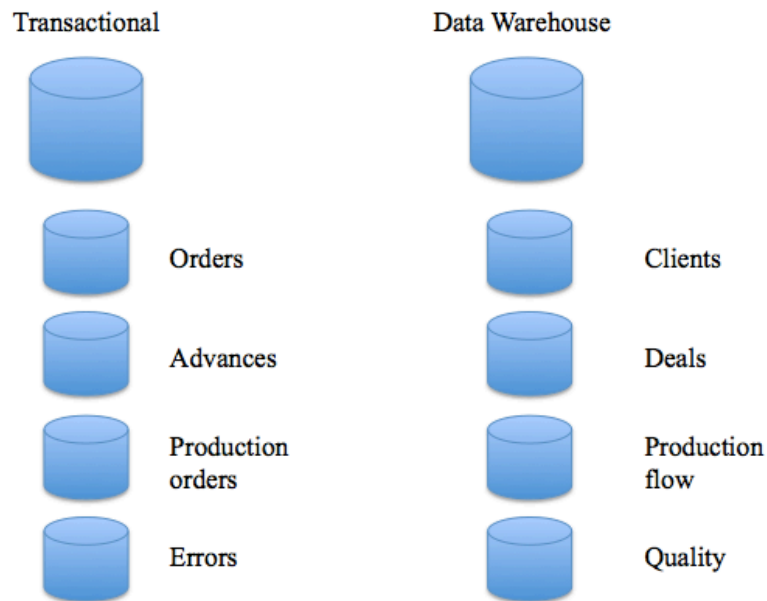 Transactional
Data Warehouse
Orders
Clients
Advances
Deals
Production
orders
Production
flow
Errors
Quality